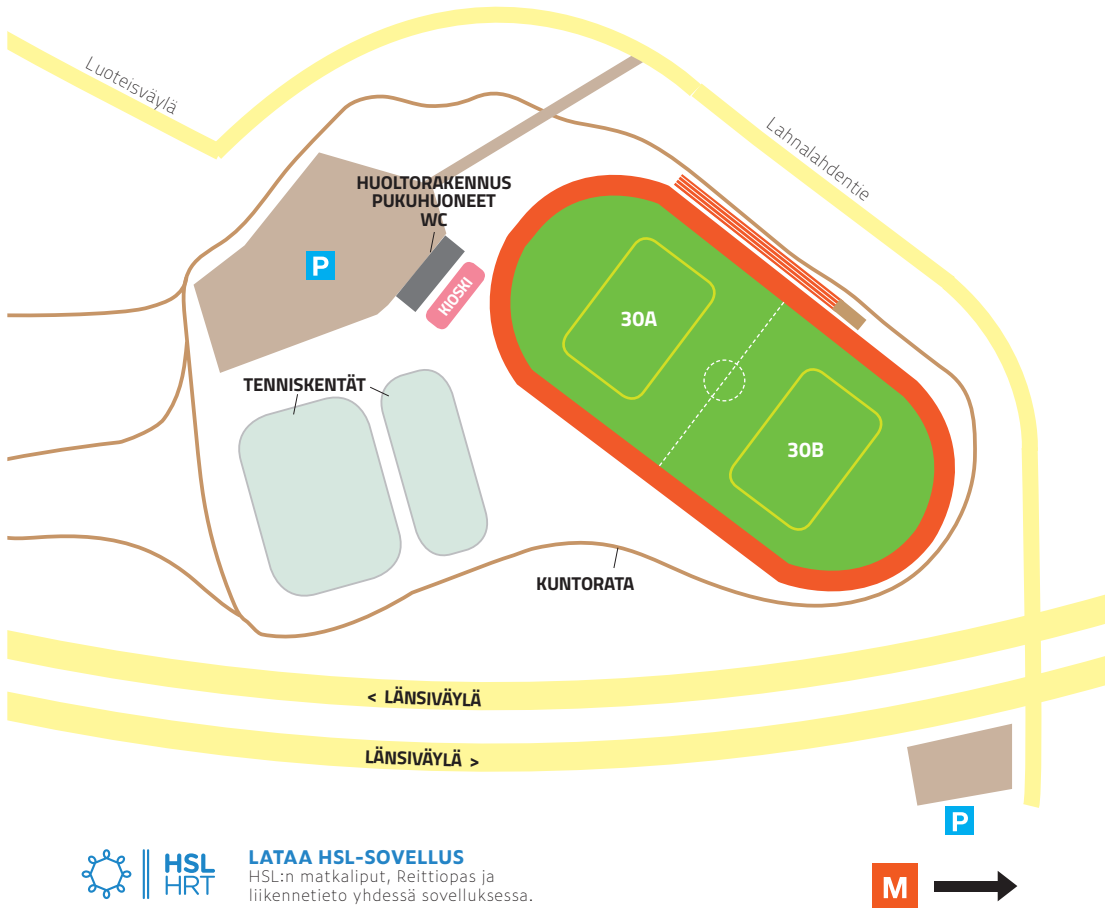 Luoteisväylä
Lahnalahdentie
HUOLTORAKENNUS
PUKUHUONEET
WC
P
KIOSKI
30A
30B
TENNISKENTÄT
KUNTORATA
< LÄNSIVÄYLÄ
LÄNSIVÄYLÄ >
P
HSL
HRT
LATAA HSL-SOVELLUS
HSL:n matkaliput, Reittiopas ja
liikennetieto yhdessä sovelluksessa.
M